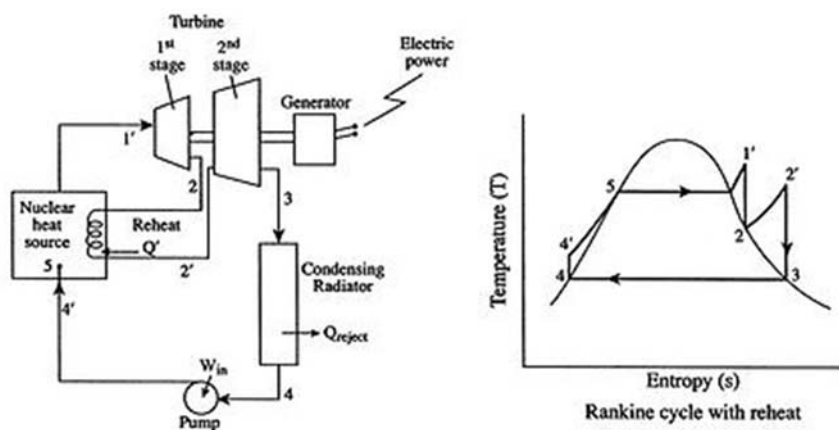 Turbine
1st
stage
2nd
stage
Electric
power
Generator
1'
2
3
Nuclear
heat
source
Reheat
Q'
5
2'
4'
Condensing
Radiator
Qreject
Win
4
Pump
Temperature (T)
1'
2'
5
2
4'
4
3
Entropy (s)
Rankine cycle with reheat